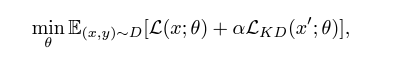 min_θ 𝔼_{(x,y)∼D}[ℒ(x;θ) + αℒ_{KD}(x′;θ)],